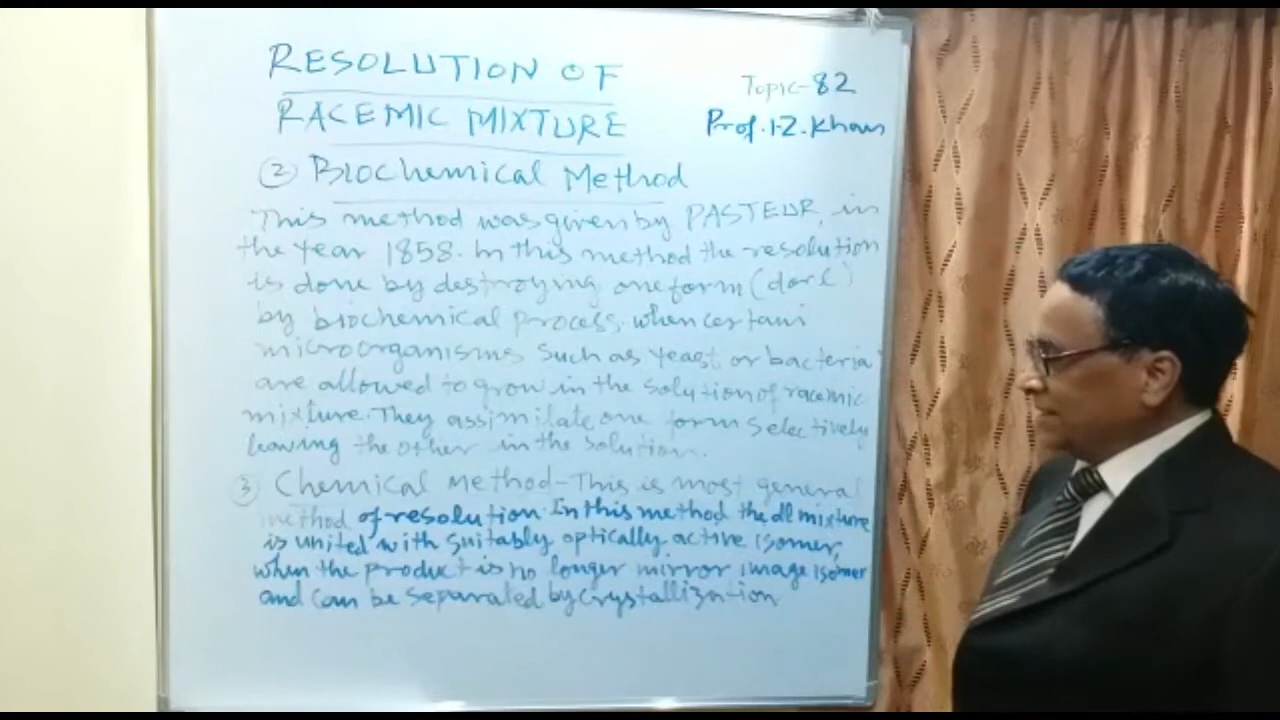 RESOLUTION OF
RACEMIC MIXTURE
Topic-82
Prof. I.Z. Khan
② Biochemical Method
This method was given by PASTEUR, in
the year 1858. In this method the resolution
is done by destroying one form (d or l)
by biochemical process. when certain
microorganisms such as yeast or bacteria
are allowed to grow in the solution of racemic
mixture. They assimilate one form selectively
leaving the other in the solution.
③ Chemical Method - This is most general
method of resolution. In this method the dl mixture
is united with suitably optically active isomer,
when the product is no longer mirror image isomer
and can be separated by crystallization